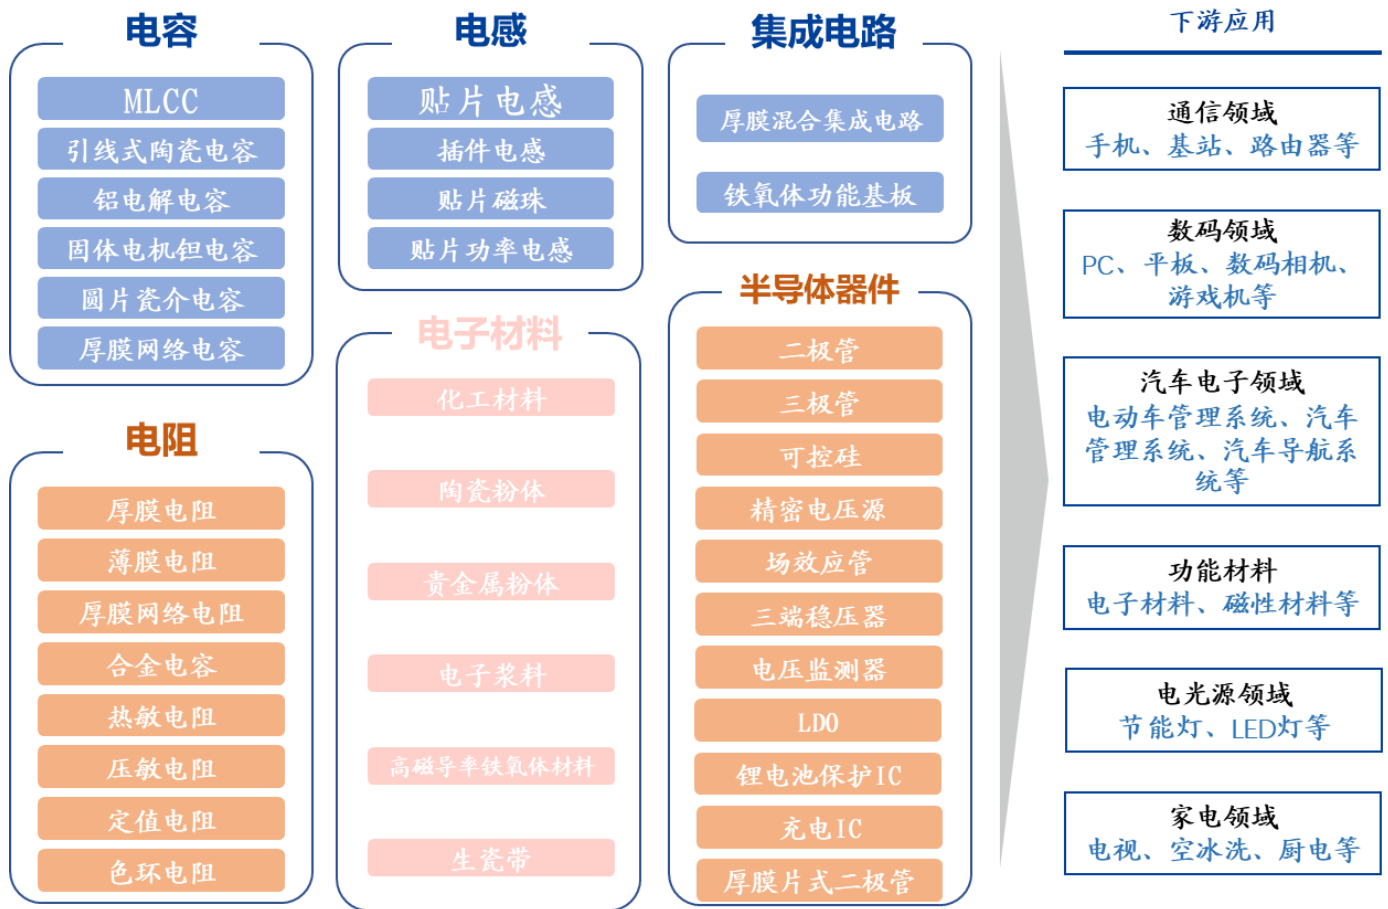 电容
MLCC
引线式陶瓷电容
铝电解电容
固体电机钽电容
圆片瓷介电容
厚膜网络电容
电阻
厚膜电阻
薄膜电阻
厚膜网络电阻
合金电容
热敏电阻
压敏电阻
定值电阻
色环电阻
电感
贴片电感
插件电感
贴片磁珠
贴片功率电感
电子材料
化工材料
陶瓷粉体
贵金属粉体
电子浆料
高磁导率铁氧体材料
生瓷带
集成电路
厚膜混合集成电路
铁氧体功能基板
半导体器件
二极管
三极管
可控硅
精密电压源
场效应管
三端稳压器
电压监测器
LDO
锂电池保护IC
充电IC
厚膜片式二极管
下游应用
通信领域
手机、基站、路由器等
数码领域
PC、平板、数码相机、
游戏机等
汽车电子领域
电动车管理系统、汽车
管理系统、汽车导航系
统等
功能材料
电子材料、磁性材料等
电光源领域
节能灯、LED灯等
家电领域
电视、空冰洗、厨电等